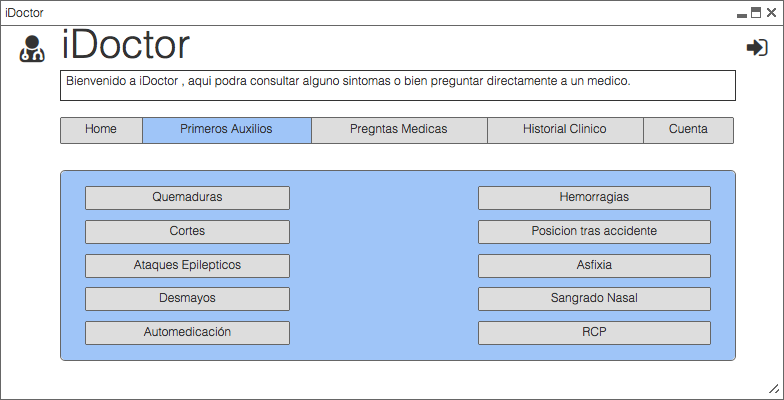 iDoctor
iDoctor
Bienvenido a iDoctor , aqui podra consultar alguno sintomas o bien preguntar directamente a un medico.
Home Primeros Auxilios Pregntas Medicas Historial Clinico Cuenta
Quemaduras Hemorragias
Cortes Posicion tras accidente
Ataques Epilepticos Asfixia
Desmayos Sangrado Nasal
Automedicación RCP